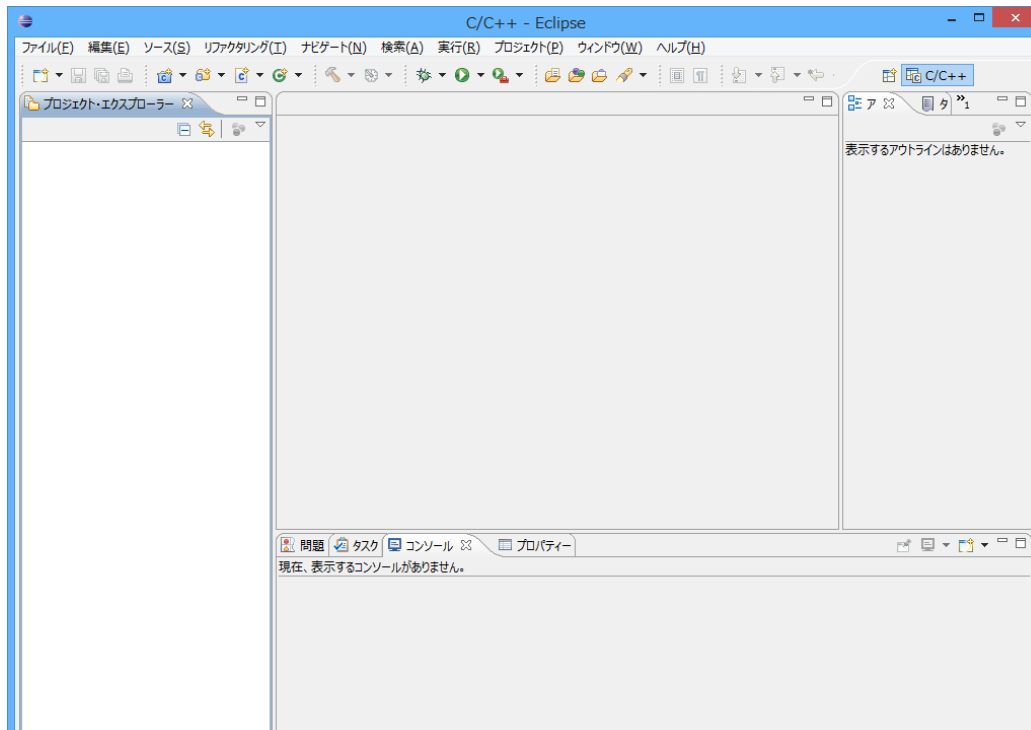 C/C++ - Eclipse
ファイル(F) 編集(E) ソース(S) リファクタリング(T) ナビゲート(N) 検索(A) 実行(R) プロジェクト(P) ウィンドウ(W) ヘルプ(H)
C/C++
プロジェクト・エクスプローラー
ア タ »1
表示するアウトラインはありません。
問題 タスク コンソール プロパティー
現在、表示するコンソールがありません。